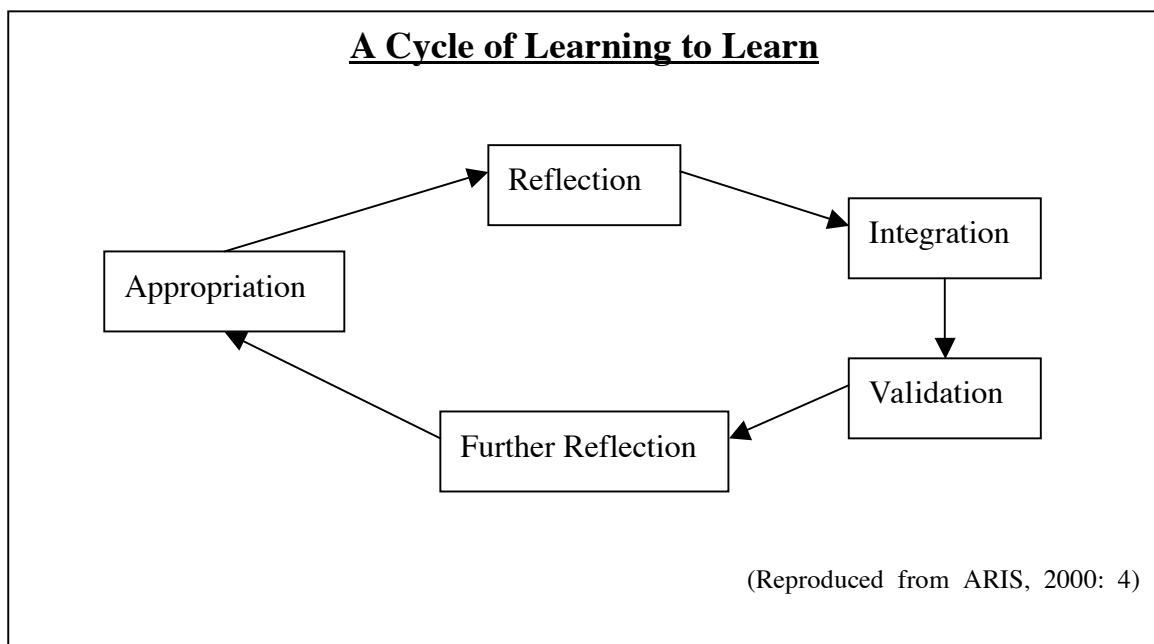 A Cycle of Learning to Learn
Reflection
Integration
Appropriation
Validation
Further Reflection
(Reproduced from ARIS, 2000: 4)